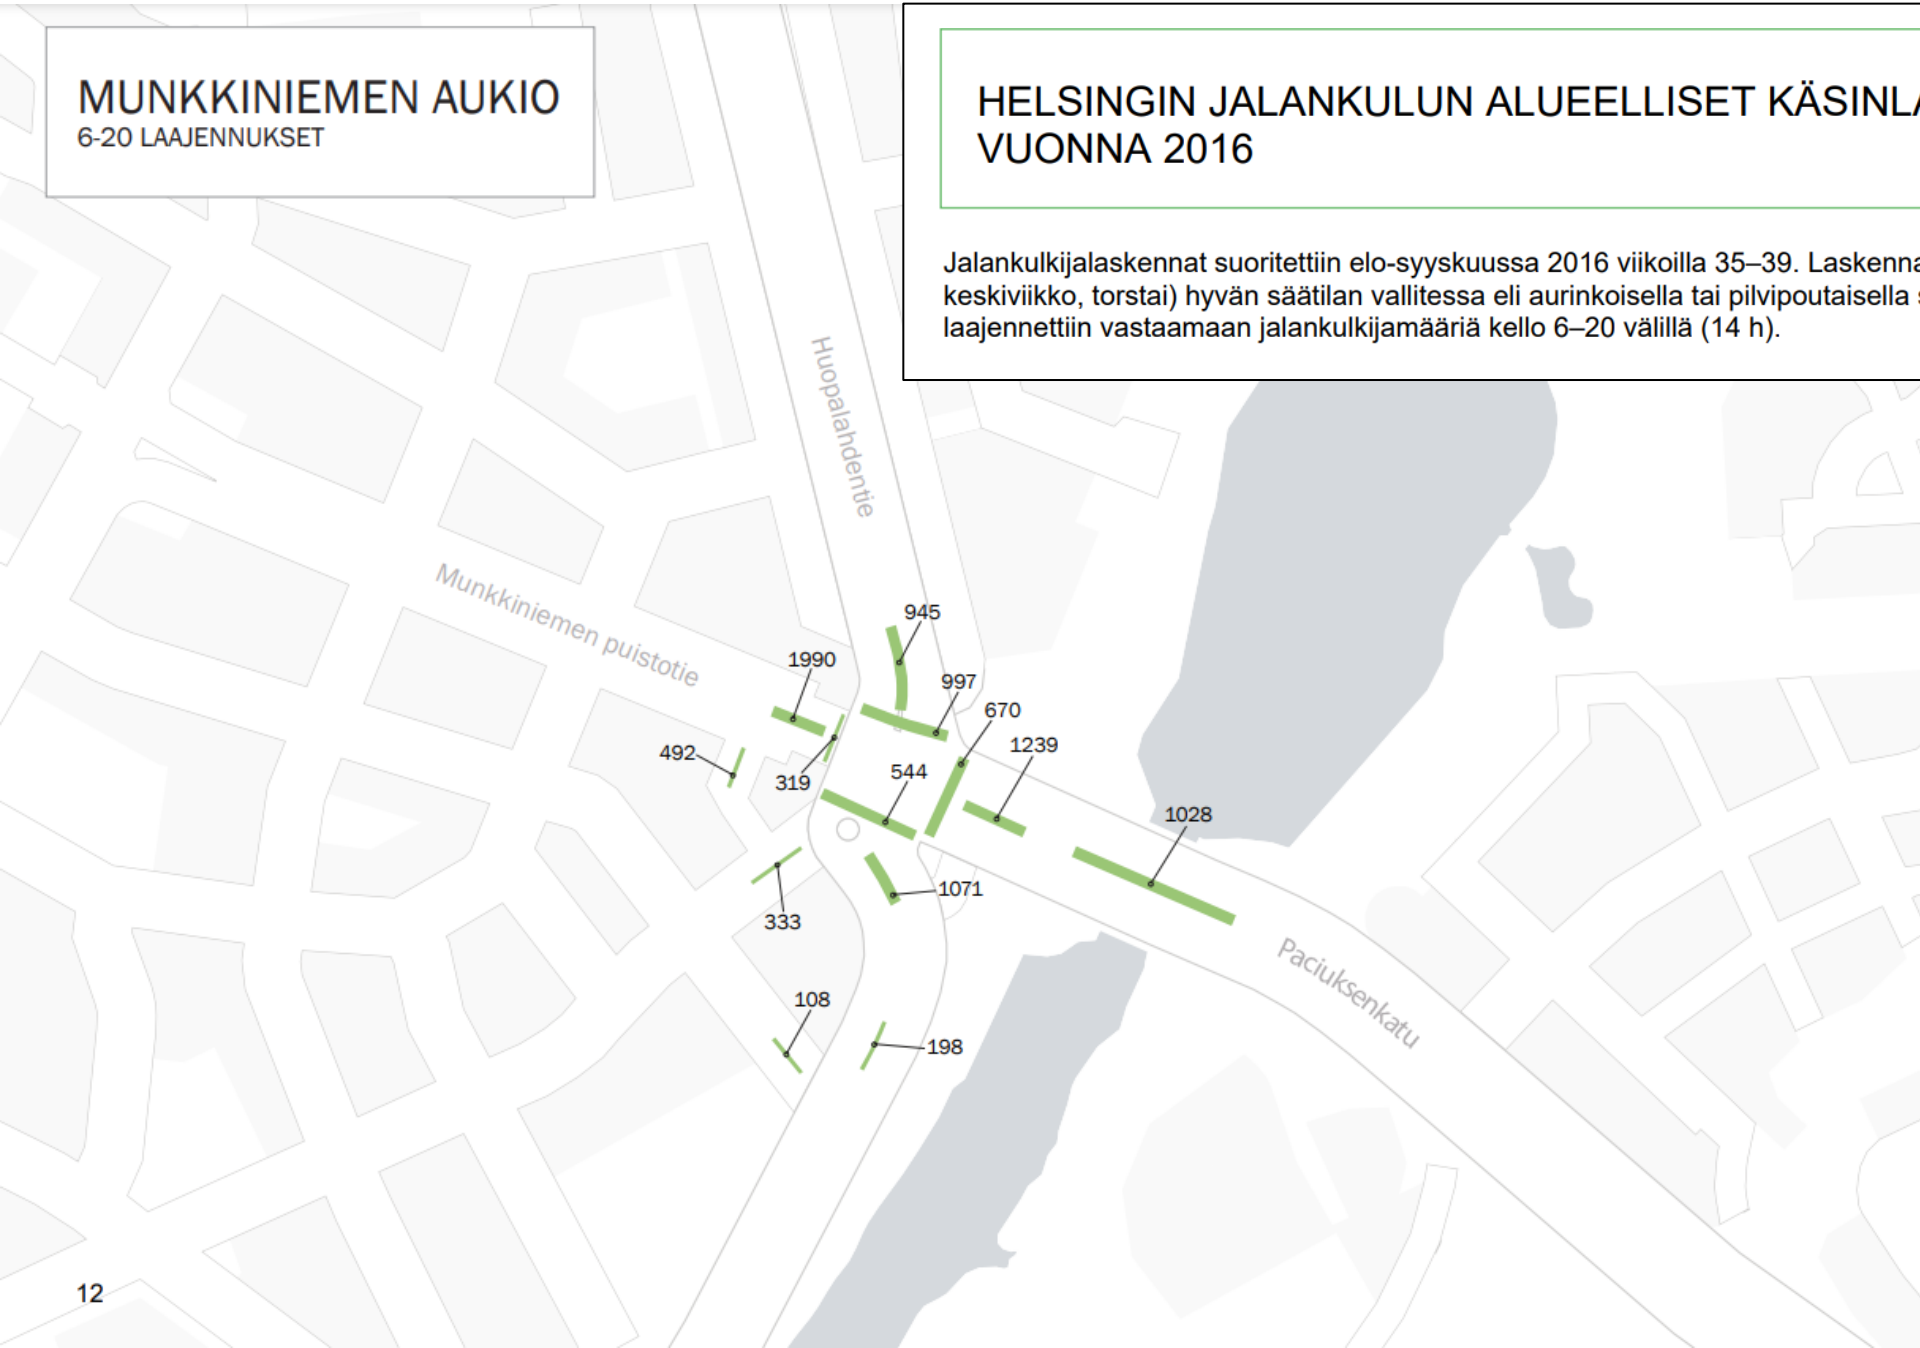 MUNKKINIEMEN AUKIO
6-20 LAAJENNUKSET
HELSINGIN JALANKULUN ALUEELLISET
VUONNA 2016
Jalankulkijalaskennat suoritettiin elo-syyskuussa 2016 viikoilla 35–39.
keskiviikko, torstai) hyvän säätilan vallitessa eli aurinkoisella tai pilvipoutaisella
laajennettiin vastaamaan jalankulkijamääriä kello 6–20 välillä (14 h).
Huopalahdentie
Munkkiniemen puistotie
945
1990
997
670
1239
492
319
544
1028
1071
333
108
198
Paciuksenkatu
12